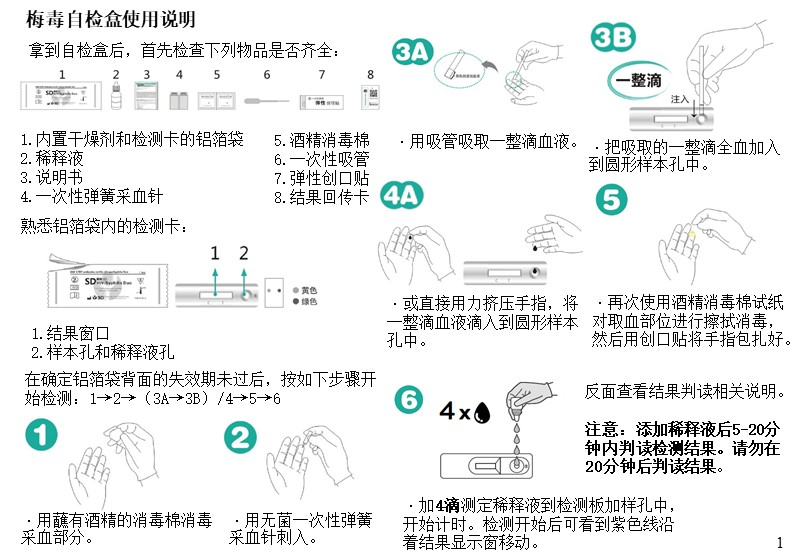 梅毒自检盒使用说明
拿到自检盒后，首先检查下列物品是否齐全：
1 2 3 4 5 6 7 8
1.内置干燥剂和检测卡的铝箔袋
2.稀释液
3.说明书
4.一次性弹簧采血针
5.酒精消毒棉
6.一次性吸管
7.弹性创口贴
8.结果回传卡
熟悉铝箔袋内的检测卡：
SD
1 2
黄色
绿色
1.结果窗口
2.样本孔和稀释液孔
在确定铝箔袋背面的失效期未过后，按如下步骤开
始检测：1→2→（3A→3B）/4→5→6
1
·用蘸有酒精的消毒棉消毒
采血部分。
2
·用无菌一次性弹簧
采血针刺入。
3A
·用吸管吸取一整滴血液。
3B
一整滴
注入
·把吸取的一整滴全血加入
到圆形样本孔中。
4A
·或直接用力挤压手指，将
一整滴血液滴入到圆形样本
孔中。
5
·再次使用酒精消毒棉试纸
对取血部位进行擦拭消毒，
然后用创口贴将手指包扎好。
6
4x
·加4滴测定稀释液到检测板加样孔中，
开始计时。检测开始后可看到紫色线沿
着结果显示窗移动。
反面查看结果判读相关说明。
注意：添加稀释液后5-20分
钟内判读检测结果。请勿在
20分钟后判读结果。
1